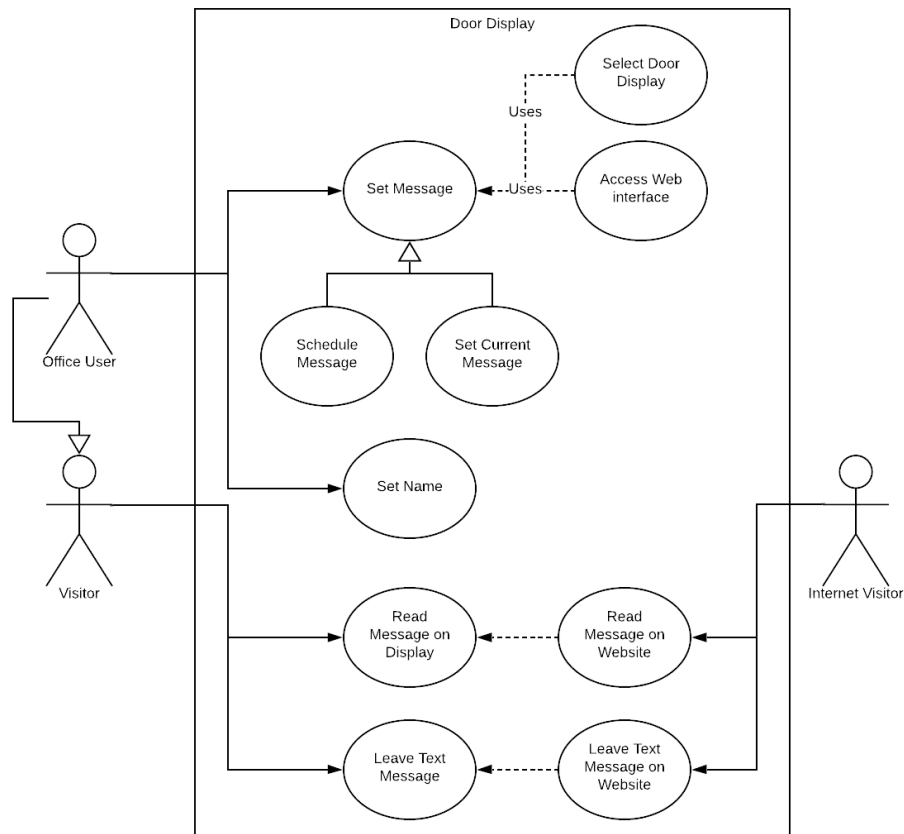 Door Display
Select Door
Display
Uses
Set Message
Uses
Access Web
interface
Schedule
Message
Set Current
Message
Office User
Set Name
Visitor
Internet Visitor
Read
Message on
Display
Read
Message on
Website
Leave Text
Message
Leave Text
Message on
Website